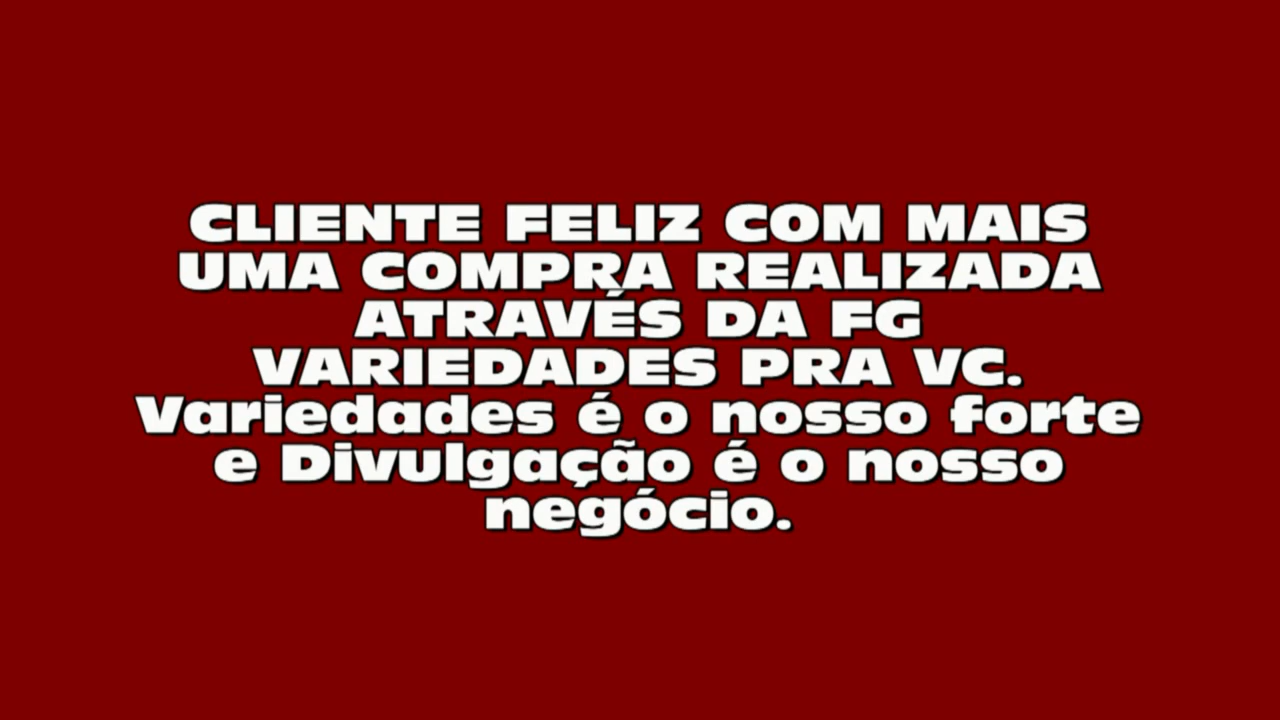 CLIENTE FELIZ COM MAIS
UMA COMPRA REALIZADA
ATRAVÉS DA FG
VARIEDADES PRA VC.
Variedades é o nosso forte
e Divulgação é o nosso
negócio.